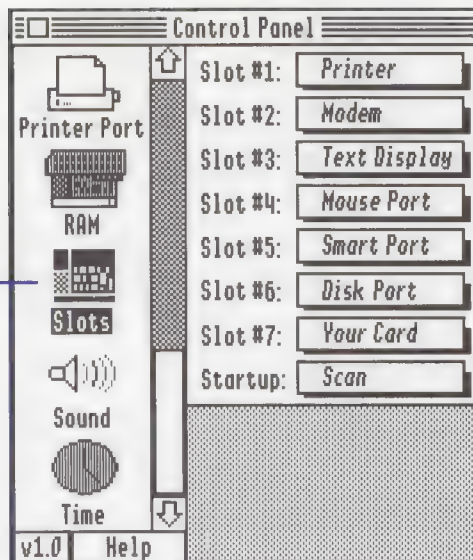 Control Panel
Printer Port
RAM
Slots
Sound
Time
v1.0 Help
Slot #1: Printer
Slot #2: Modem
Slot #3: Text Display
Slot #4: Mouse Port
Slot #5: Smart Port
Slot #6: Disk Port
Slot #7: Your Card
Startup: Scan